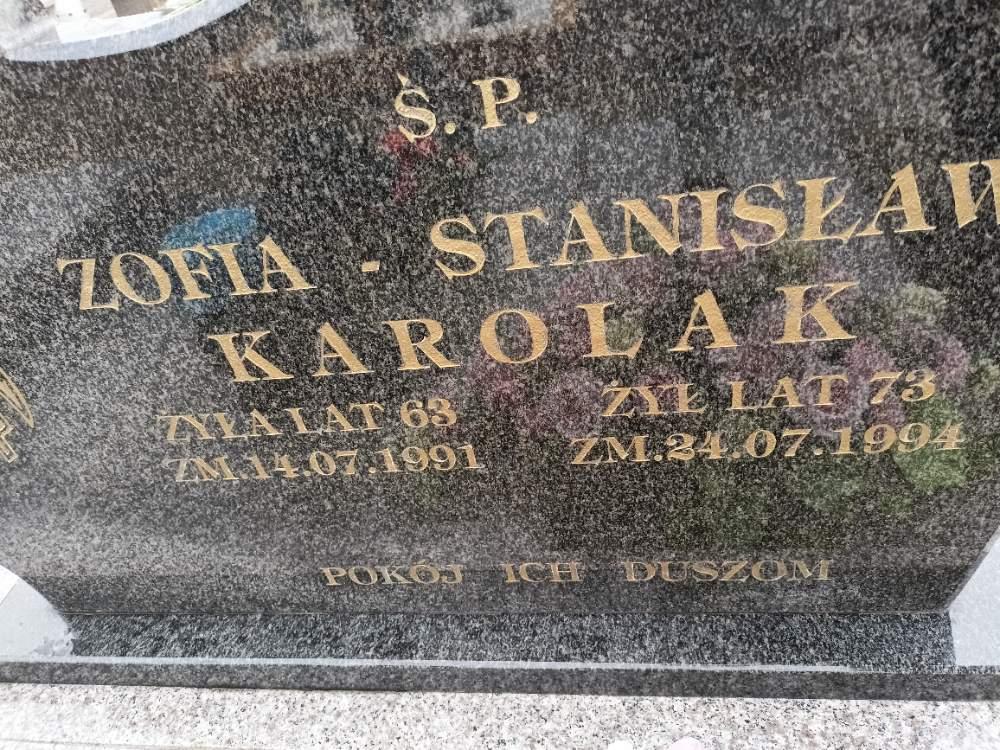 Ś. P.
ZOFIA - STANISŁAW
KAROLAK
ŻYŁA LAT 63 ŻYŁ LAT 73
ZM.14.07.1991 ZM.24.07.1994
POKÓJ ICH DUSZOM